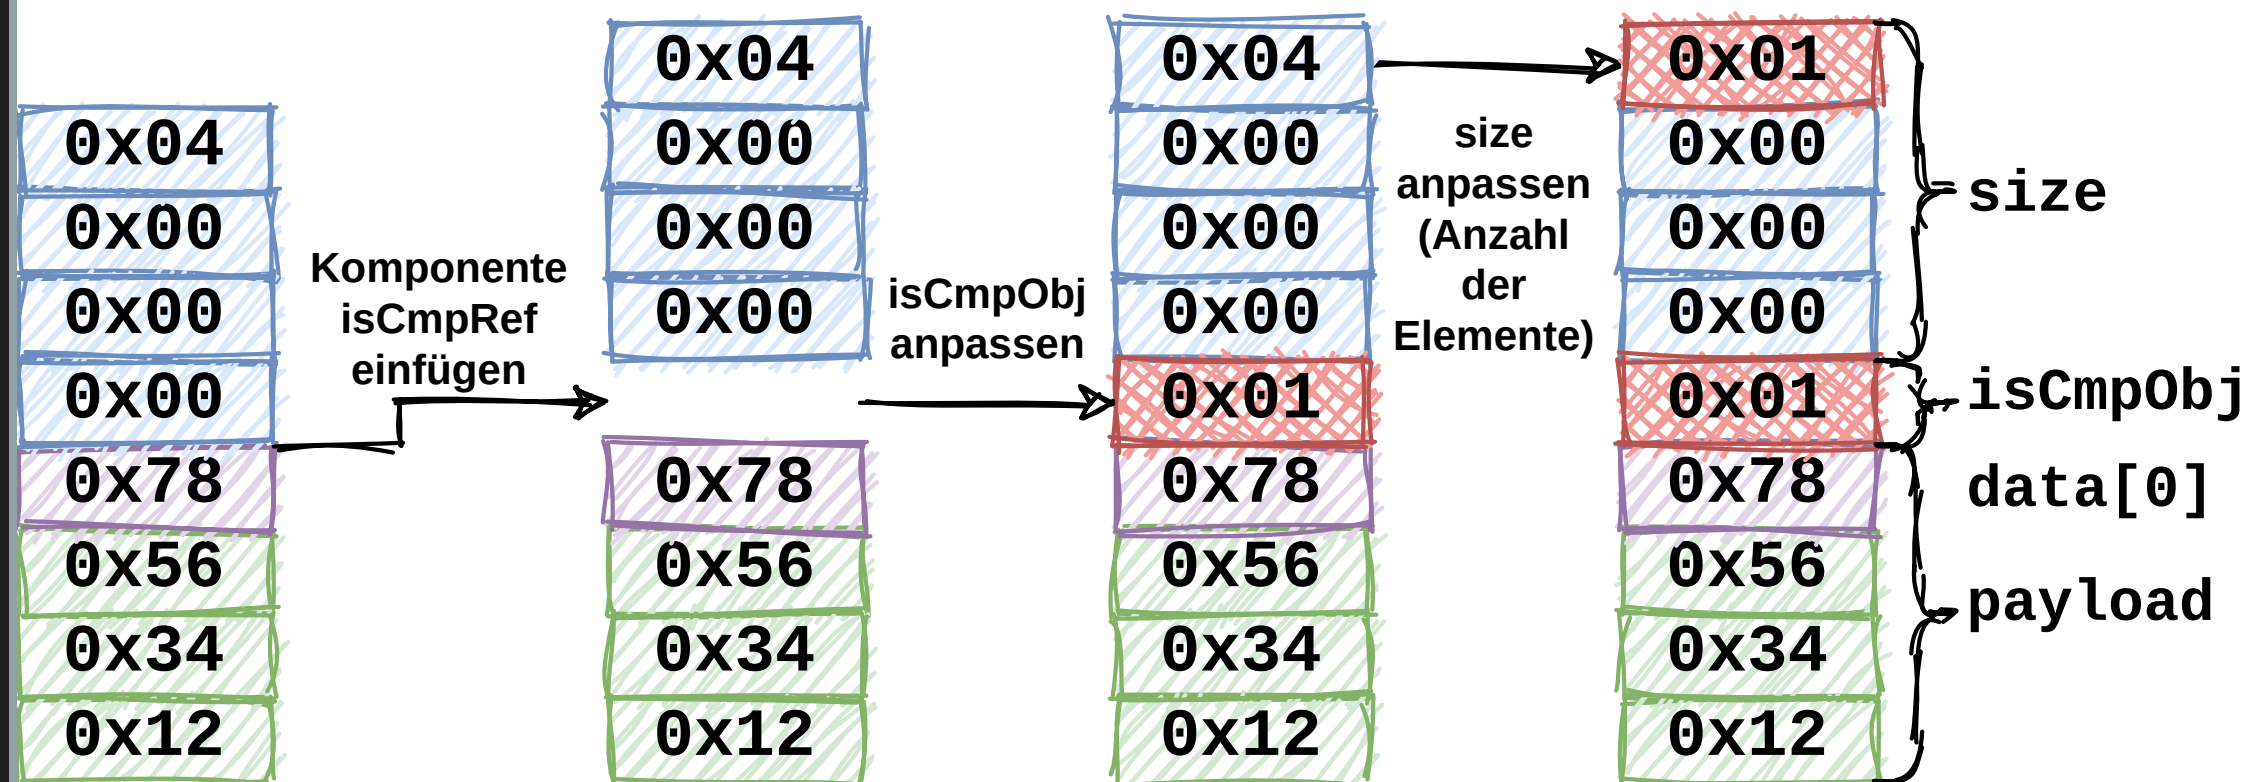 0x04
0x00
0x00
0x00
0x78
0x56
0x34
0x12
Komponente
isCmpRef
einfügen
0x04
0x00
0x00
0x00
0x78
0x56
0x34
0x12
isCmpObj
anpassen
0x04
0x00
0x00
0x00
0x01
0x78
0x56
0x34
0x12
size
anpassen
(Anzahl
der
Elemente)
0x01
0x00
0x00
0x00
0x01
0x78
0x56
0x34
0x12
size
isCmpObj
data[0]
payload